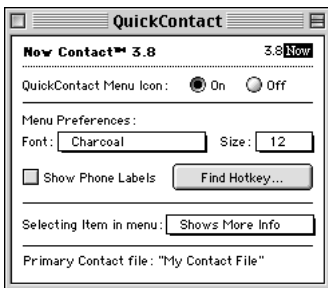 QuickContact
Now Contact™ 3.8 3.8 Now
QuickContact Menu Icon: On Off
Menu Preferences:
Font: Charcoal Size: 12
Show Phone Labels Find Hotkey...
Selecting Item in menu: Shows More Info
Primary Contact file: "My Contact File"